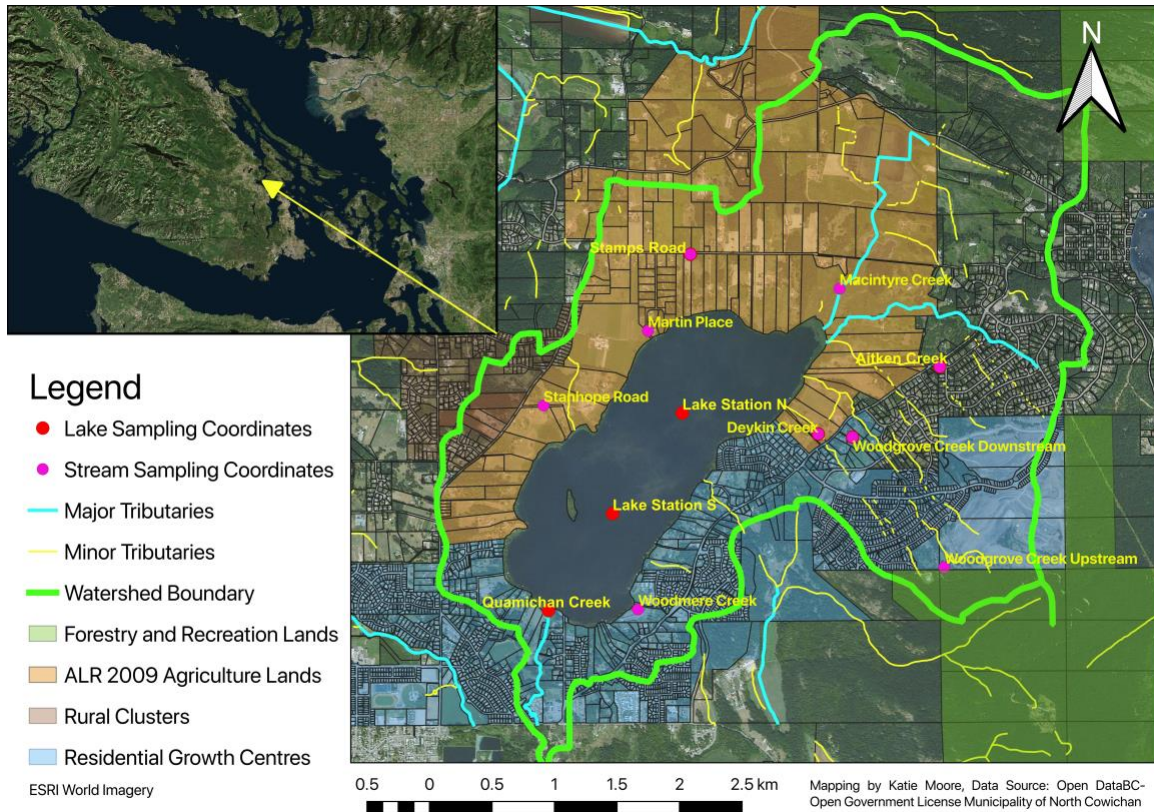 N
Stamps Road
Macintyre Creek
Martin Place
Aitken Creek
Stanhope Road
Lake Station N
Deykin Creek
Woodgrove Creek Downstream
Lake Station S
Woodgrove Creek Upstream
Quamichan Creek
Woodmere Creek
Legend
Lake Sampling Coordinates
Stream Sampling Coordinates
Major Tributaries
Minor Tributaries
Watershed Boundary
Forestry and Recreation Lands
ALR 2009 Agriculture Lands
Rural Clusters
Residential Growth Centres
ESRI World Imagery
0.5 0 1 2 2.5 km
Mapping by Katie Moore, Data Source: Open DataBC-
Open Government License Municipality of North Cowichan